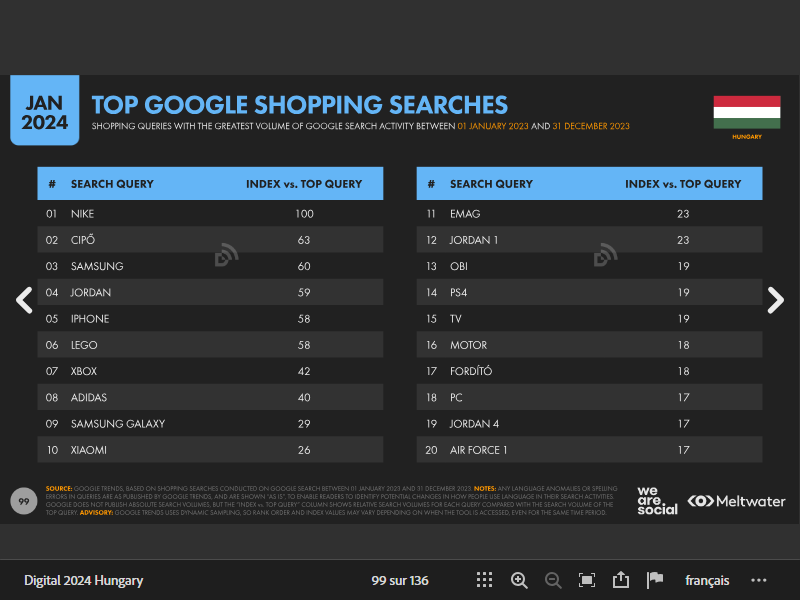 JAN
2024
TOP GOOGLE SHOPPING SEARCHES
SHOPPING QUERIES WITH THE GREATEST VOLUME OF GOOGLE SEARCH ACTIVITY BETWEEN 01 JANUARY 2023 AND 31 DECEMBER 2023
HUNGARY
# SEARCH QUERY INDEX vs. TOP QUERY
01 NIKE 100
02 CIPŐ 63
03 SAMSUNG 60
04 JORDAN 59
05 IPHONE 58
06 LEGO 58
07 XBOX 42
08 ADIDAS 40
09 SAMSUNG GALAXY 29
10 XIAOMI 26
# SEARCH QUERY INDEX vs. TOP QUERY
11 EMAG 23
12 JORDAN 1 23
13 OBI 19
14 PS4 19
15 TV 19
16 MOTOR 18
17 FORDÍTÓ 18
18 PC 17
19 JORDAN 4 17
20 AIR FORCE 1 17
99
SOURCE: GOOGLE TRENDS, BASED ON SHOPPING SEARCHES CONDUCTED ON GOOGLE SEARCH BETWEEN 01 JANUARY 2023 AND 31 DECEMBER 2023. NOTES: ANY LANGUAGE ANOMALIES OR SPELLING
ERRORS IN QUERIES ARE AS PUBLISHED BY GOOGLE TRENDS, AND ARE SHOWN "AS IS", TO ENABLE READERS TO IDENTIFY POTENTIAL CHANGES IN HOW PEOPLE USE LANGUAGE IN THEIR SEARCH ACTIVITIES.
GOOGLE DOES NOT PUBLISH ABSOLUTE SEARCH VOLUMES, BUT THE "INDEX vs. TOP QUERY" COLUMN SHOWS RELATIVE SEARCH VOLUMES FOR EACH QUERY COMPARED WITH THE SEARCH VOLUME OF THE
TOP QUERY. ADVISORY: GOOGLE TRENDS USES DYNAMIC SAMPLING, SO RANK ORDER AND INDEX VALUES MAY VARY DEPENDING ON WHEN THE TOOL IS ACCESSED, EVEN FOR THE SAME TIME PERIOD.
we
are.
social
Meltwater
Digital 2024 Hungary
99 sur 136
français